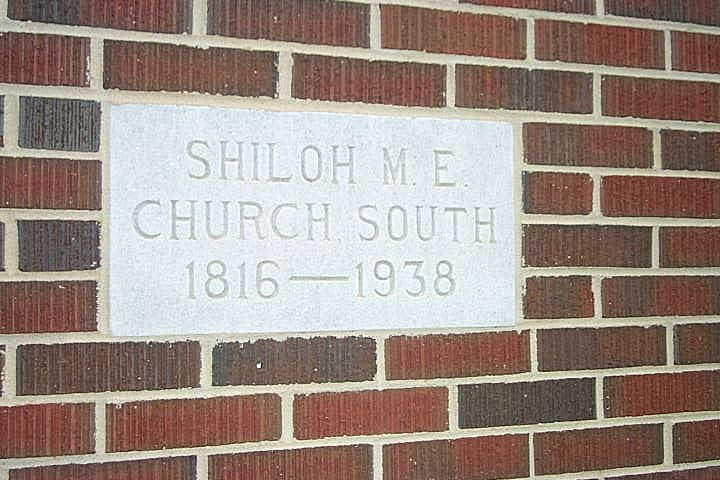 SHILOH M. E.
CHURCH, SOUTH
1816—1938